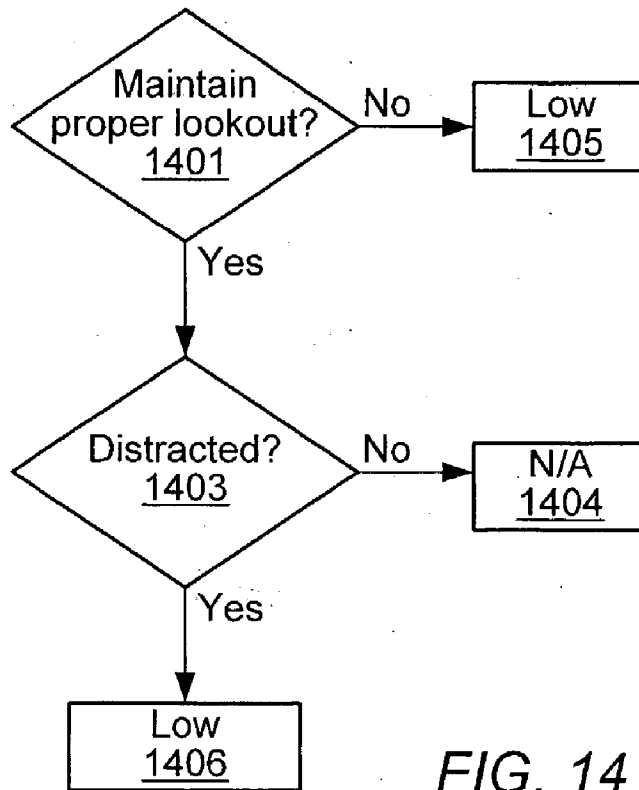 Maintain
proper lookout?
1401
No
Low
1405
Yes
Distracted?
1403
No
N/A
1404
Yes
Low
1406
FIG. 14